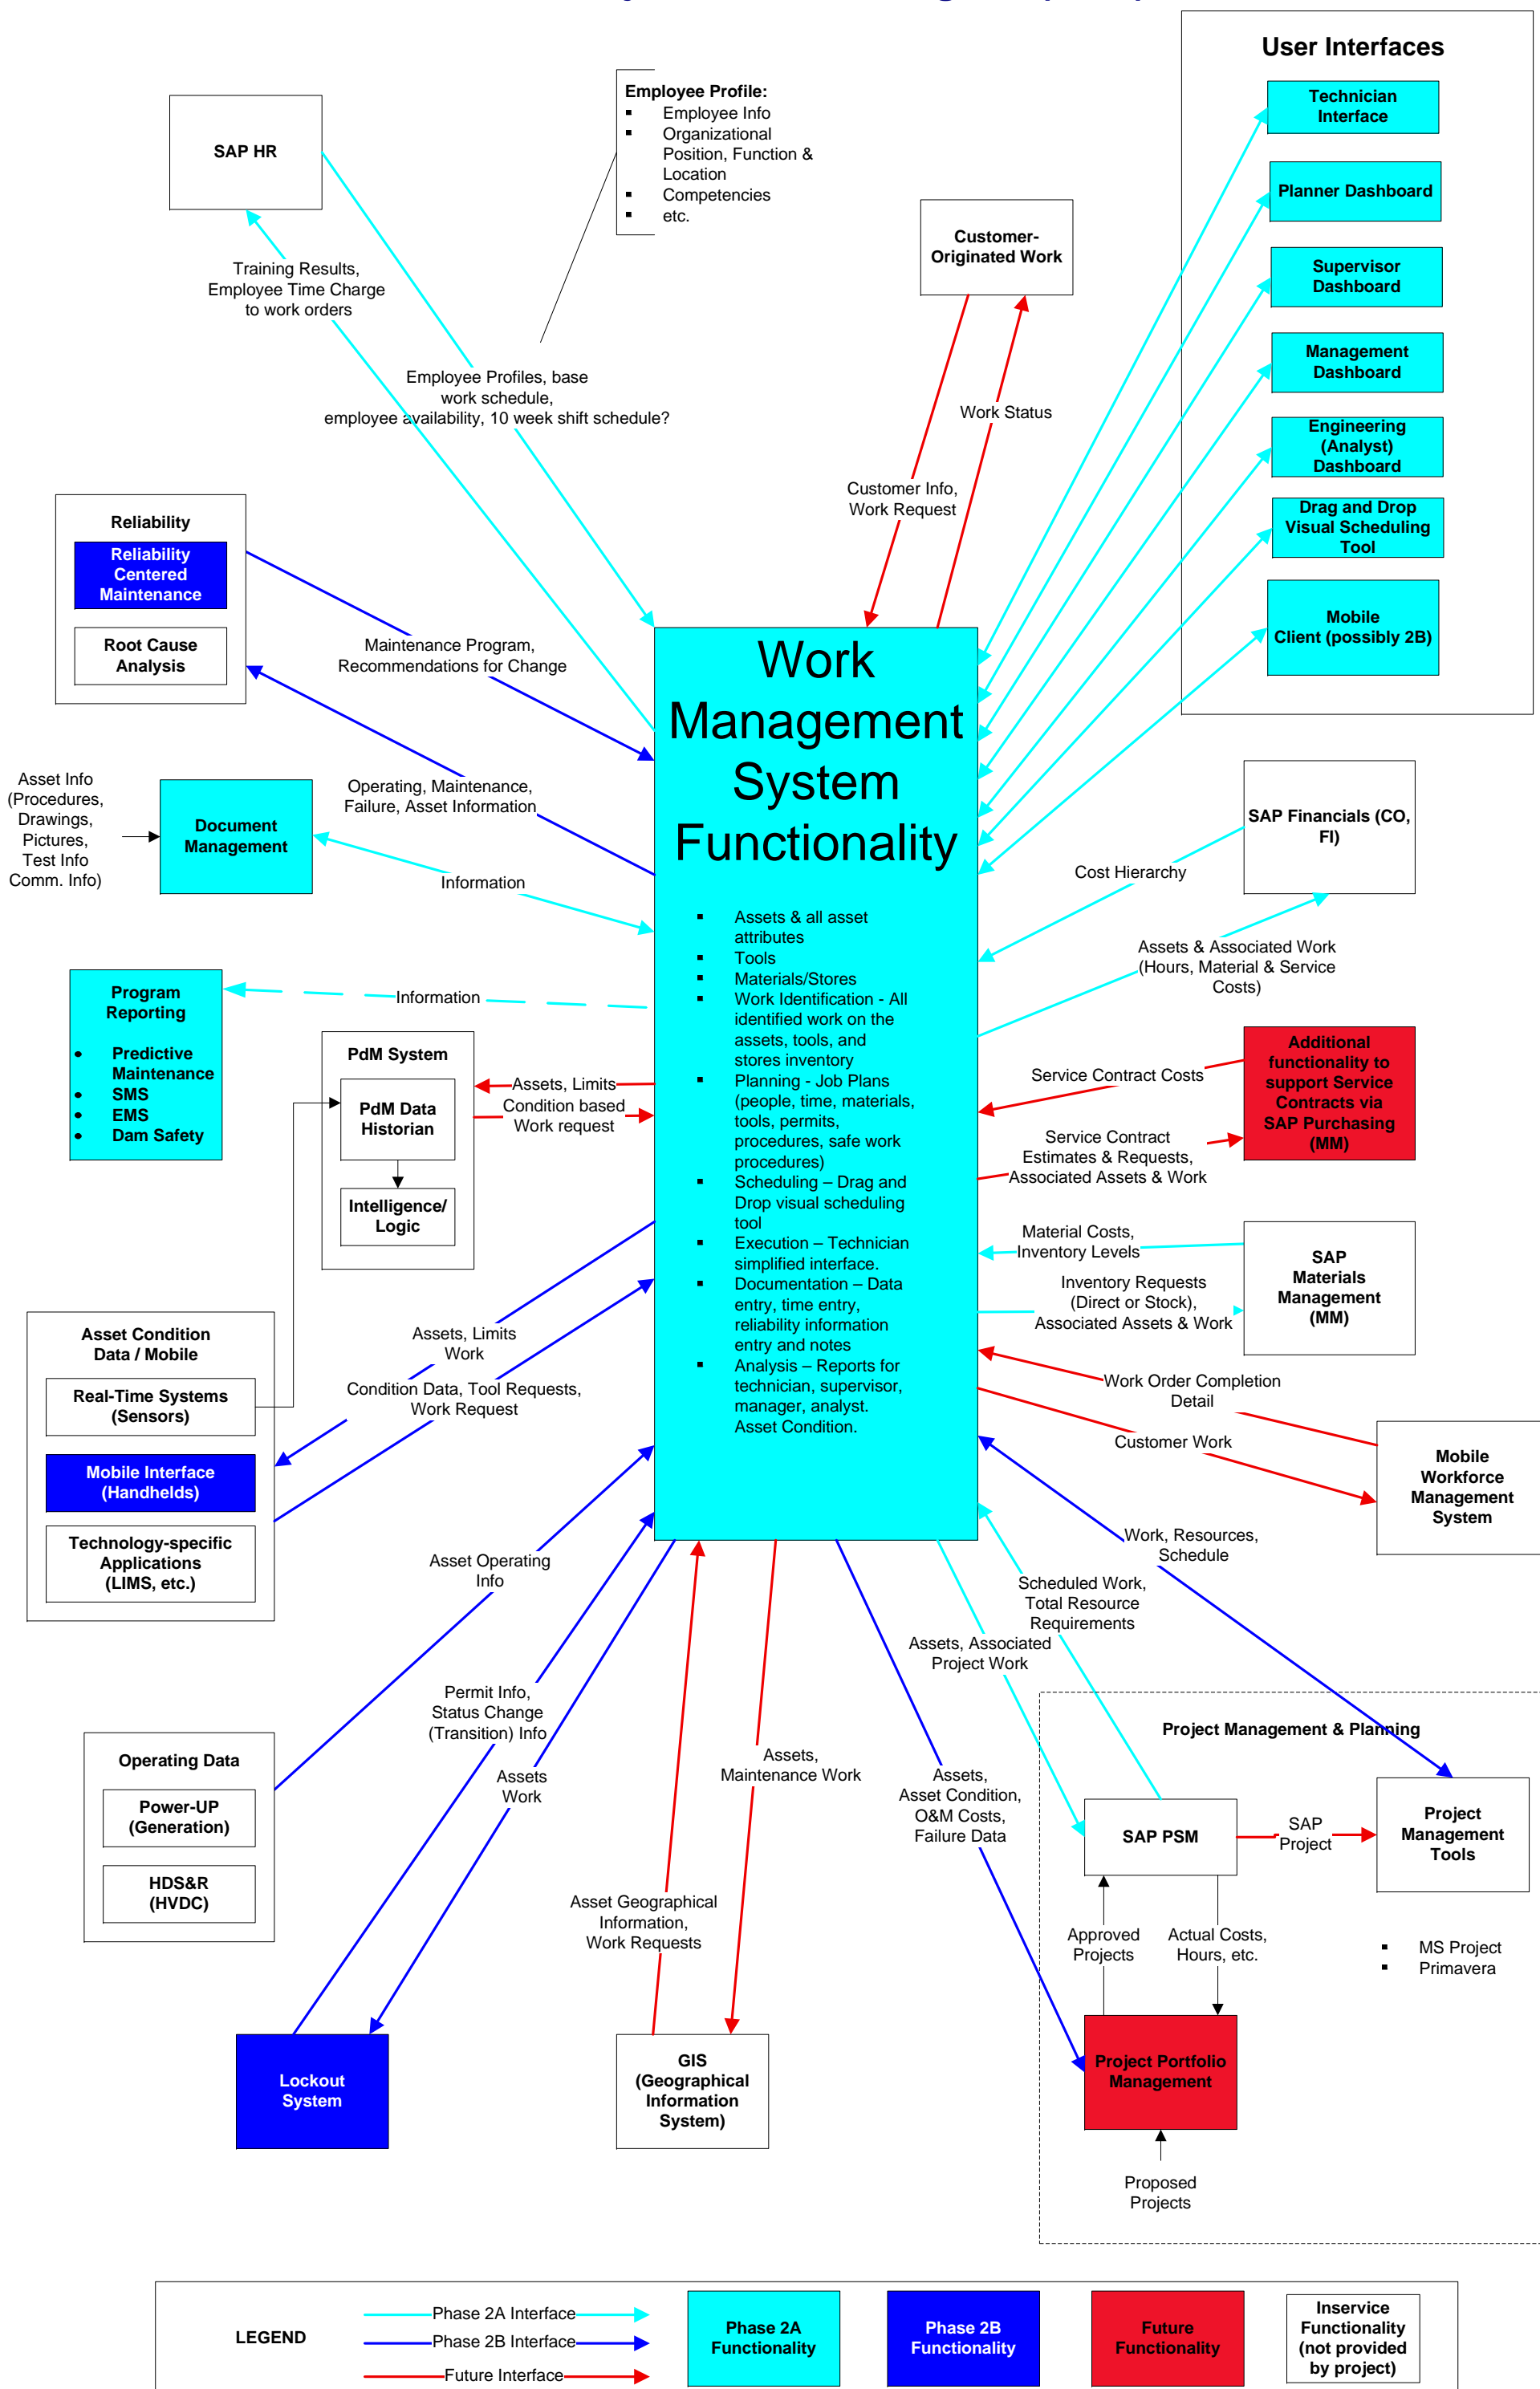 User Interfaces
Technician
Interface
Planner Dashboard
Supervisor
Dashboard
Management
Dashboard
Engineering
(Analyst)
Dashboard
Drag and Drop
Visual Scheduling
Tool
Mobile
Client (possibly 2B)
Employee Profile:
▪ Employee Info
▪ Organizational
Position, Function &
Location
▪ Competencies
▪ etc.
SAP HR
Training Results,
Employee Time Charge
to work orders
Employee Profiles, base
work schedule,
employee availability, 10 week shift schedule?
Customer-
Originated Work
Work Status
Customer Info,
Work Request
Reliability
Reliability
Centered
Maintenance
Root Cause
Analysis
Maintenance Program,
Recommendations for Change
Operating, Maintenance,
Failure, Asset Information
Asset Info
(Procedures,
Drawings,
Pictures,
Test Info
Comm. Info)
Document
Management
Information
Program
Reporting
● Predictive
Maintenance
● SMS
● EMS
● Dam Safety
Information
PdM System
PdM Data
Historian
Intelligence/
Logic
Assets, Limits
Condition based
Work request
Work
Management
System
Functionality
▪ Assets & all asset
attributes
▪ Tools
▪ Materials/Stores
▪ Work Identification - All
identified work on the
assets, tools, and
stores inventory
▪ Planning - Job Plans
(people, time, materials,
tools, permits,
procedures, safe work
procedures)
▪ Scheduling – Drag and
Drop visual scheduling
tool
▪ Execution – Technician
simplified interface.
▪ Documentation – Data
entry, time entry,
reliability information
entry and notes
▪ Analysis – Reports for
technician, supervisor,
manager, analyst.
Asset Condition.
SAP Financials (CO,
FI)
Cost Hierarchy
Assets & Associated Work
(Hours, Material & Service
Costs)
Additional
functionality to
support Service
Contracts via
SAP Purchasing
(MM)
Service Contract Costs
Service Contract
Estimates & Requests,
Associated Assets & Work
Material Costs,
Inventory Levels
Inventory Requests
(Direct or Stock),
Associated Assets & Work
SAP
Materials
Management
(MM)
Work Order Completion
Detail
Customer Work
Mobile
Workforce
Management
System
Asset Condition
Data / Mobile
Real-Time Systems
(Sensors)
Mobile Interface
(Handhelds)
Technology-specific
Applications
(LIMS, etc.)
Assets, Limits
Work
Condition Data, Tool Requests,
Work Request
Asset Operating
Info
Operating Data
Power-UP
(Generation)
HDS&R
(HVDC)
Permit Info,
Status Change
(Transition) Info
Assets
Work
Lockout
System
Asset Geographical
Information,
Work Requests
Assets,
Maintenance Work
GIS
(Geographical
Information
System)
Assets,
Asset Condition,
O&M Costs,
Failure Data
Assets, Associated
Project Work
Scheduled Work,
Total Resource
Requirements
Work, Resources,
Schedule
Project Management & Planning
SAP PSM
SAP
Project
Project
Management
Tools
▪ MS Project
▪ Primavera
Approved
Projects
Actual Costs,
Hours, etc.
Project Portfolio
Management
Proposed
Projects
LEGEND
Phase 2A Interface
Phase 2B Interface
Future Interface
Phase 2A
Functionality
Phase 2B
Functionality
Future
Functionality
Inservice
Functionality
(not provided
by project)